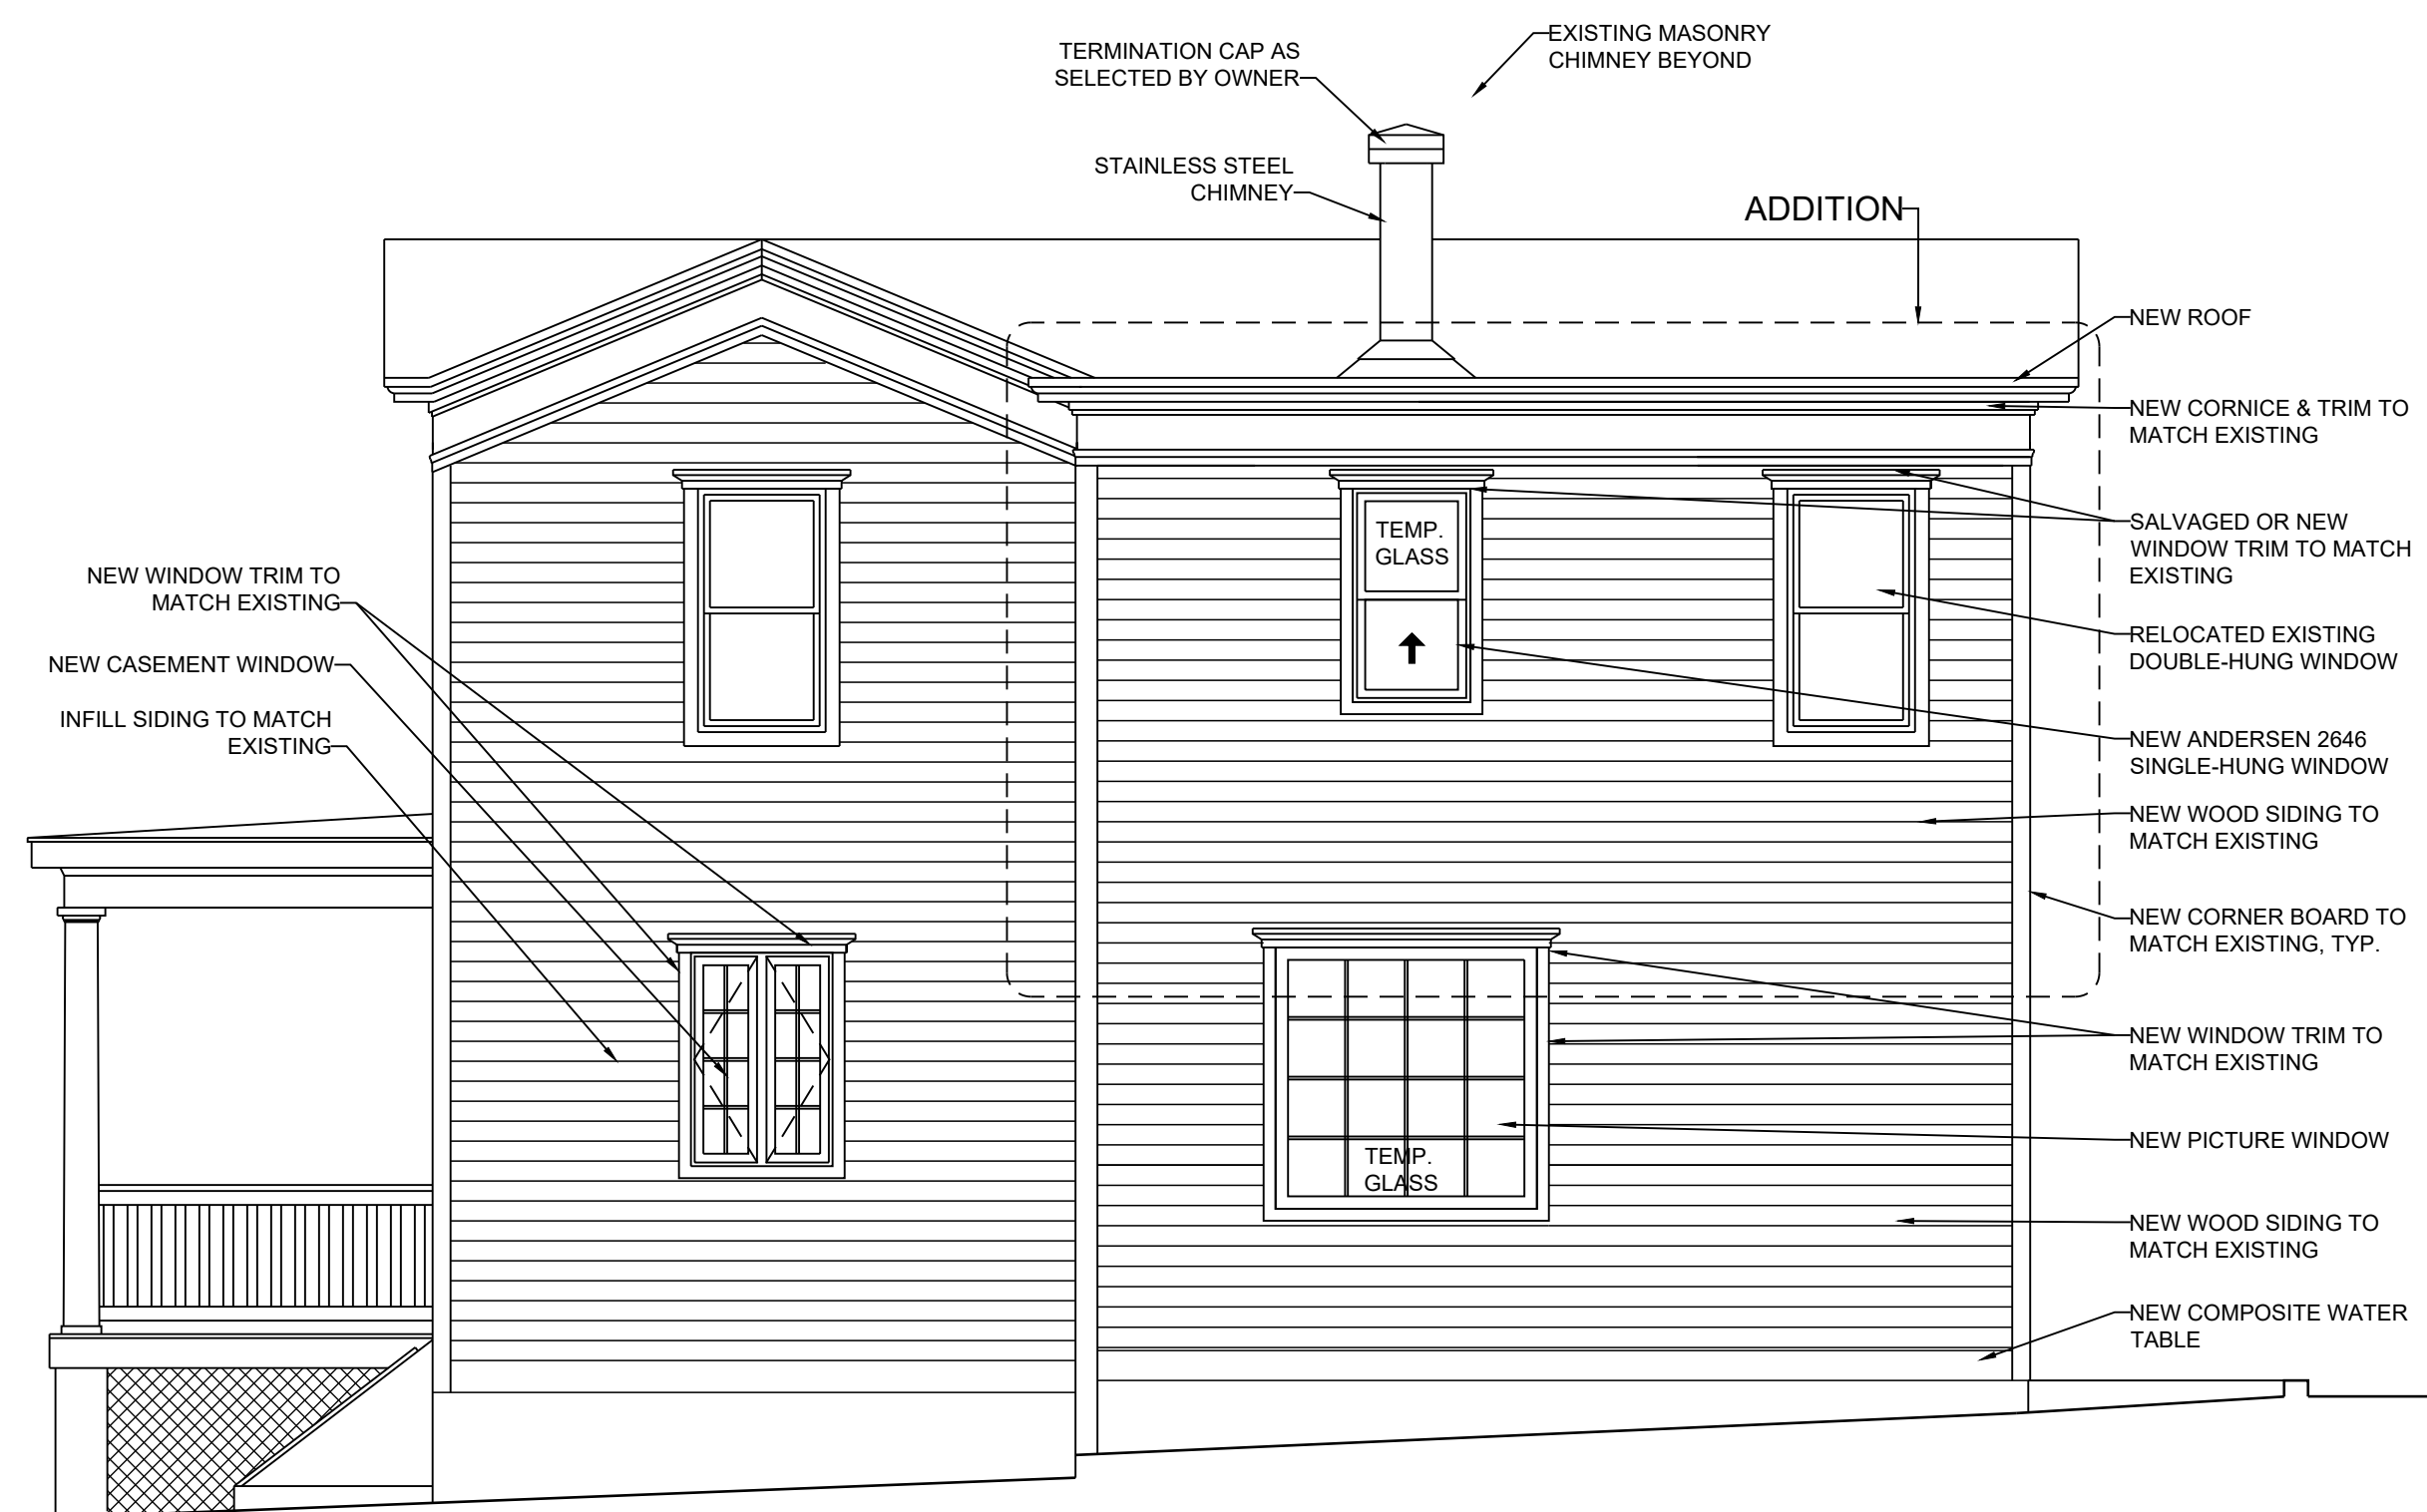 EXISTING MASONRY
CHIMNEY BEYOND
TERMINATION CAP AS
SELECTED BY OWNER
STAINLESS STEEL
CHIMNEY
ADDITION
NEW ROOF
NEW CORNICE & TRIM TO
MATCH EXISTING
SALVAGED OR NEW
WINDOW TRIM TO MATCH
EXISTING
TEMP.
GLASS
NEW WINDOW TRIM TO
MATCH EXISTING
RELOCATED EXISTING
DOUBLE-HUNG WINDOW
NEW CASEMENT WINDOW
INFILL SIDING TO MATCH
EXISTING
NEW ANDERSEN 2646
SINGLE-HUNG WINDOW
NEW WOOD SIDING TO
MATCH EXISTING
NEW CORNER BOARD TO
MATCH EXISTING, TYP.
NEW WINDOW TRIM TO
MATCH EXISTING
NEW PICTURE WINDOW
TEMP.
GLASS
NEW WOOD SIDING TO
MATCH EXISTING
NEW COMPOSITE WATER
TABLE